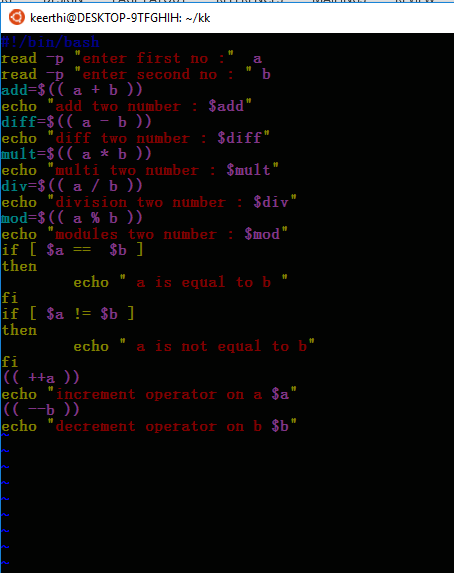 keerthi@DESKTOP-9TFGHIH: ~/kk
#!/bin/bash
read -p "enter first no :"  a
read -p "enter second no : " b
add=$(( a + b ))
echo "add two number : $add"
diff=$(( a - b ))
echo "diff two number : $diff"
mult=$(( a * b ))
echo "multi two number : $mult"
div=$(( a / b ))
echo "division two number : $div"
mod=$(( a % b ))
echo "modules two number : $mod"
if [ $a ==  $b ]
then
        echo " a is equal to b "
fi
if [ $a != $b ]
then
        echo " a is not equal to b"
fi
(( ++a ))
echo "increment operator on a $a"
(( --b ))
echo "decrement operator on b $b"
~
~
~
~
~
~
~
~
~